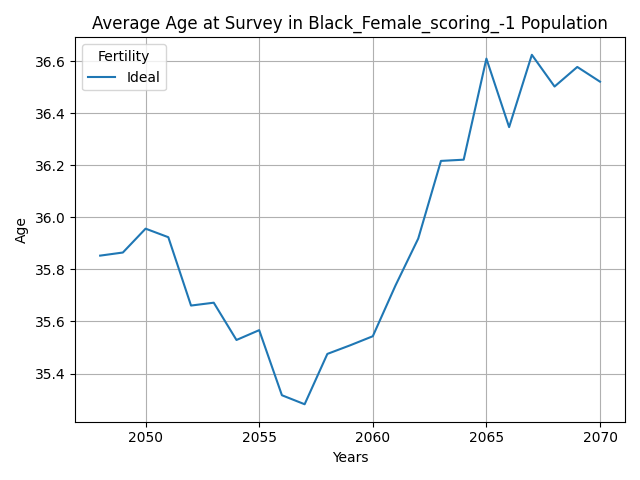 Average Age at Survey in Black_Female_scoring_-1 Population
Fertility
Ideal
36.6
36.4
36.2
36.0
35.8
35.6
35.4
Age
2050 2055 2060 2065 2070
Years